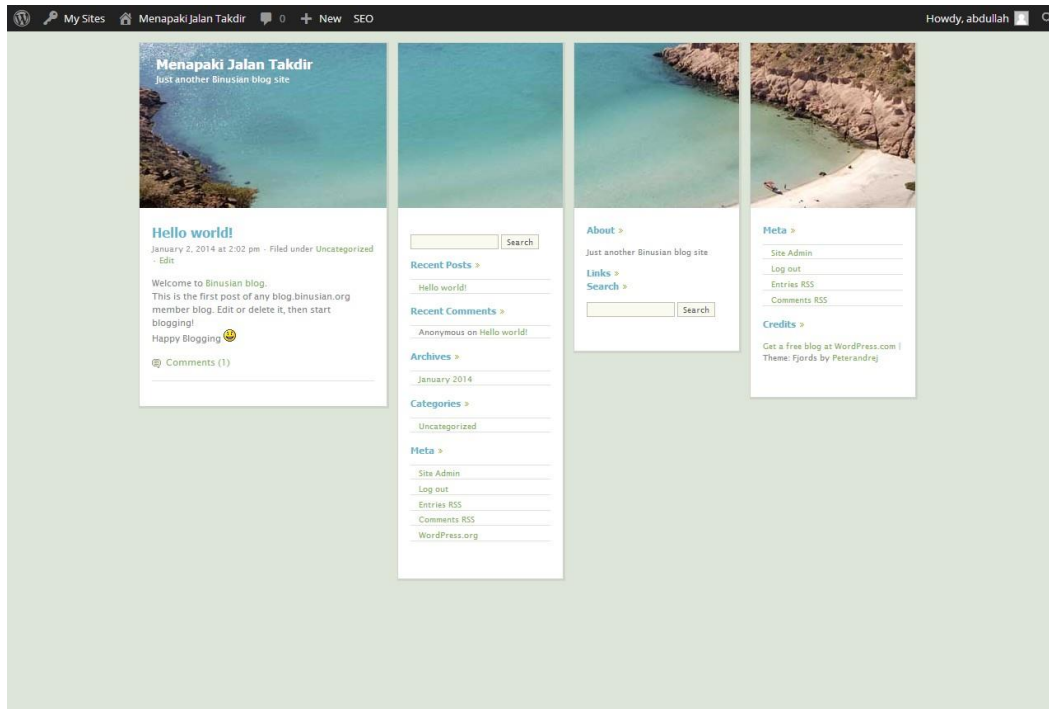 My Sites Menapaki Jalan Takdir 0 New SEO Howdy, abdullah
Menapaki Jalan Takdir
Just another Binusian blog site
Hello world!
January 2, 2014 at 2:02 pm · Filed under Uncategorized
· Edit
Welcome to Binusian blog.
This is the first post of any blog.binusian.org
member blog. Edit or delete it, then start
blogging!
Happy Blogging
Comments (1)
Search
Recent Posts »
Hello world!
Recent Comments »
Anonymous on Hello world!
Archives »
January 2014
Categories »
Uncategorized
Meta »
Site Admin
Log out
Entries RSS
Comments RSS
WordPress.org
About »
Just another Binusian blog site
Links »
Search »
Search
Meta »
Site Admin
Log out
Entries RSS
Comments RSS
Credits »
Get a free blog at WordPress.com |
Theme: Fjords by Peterandrej